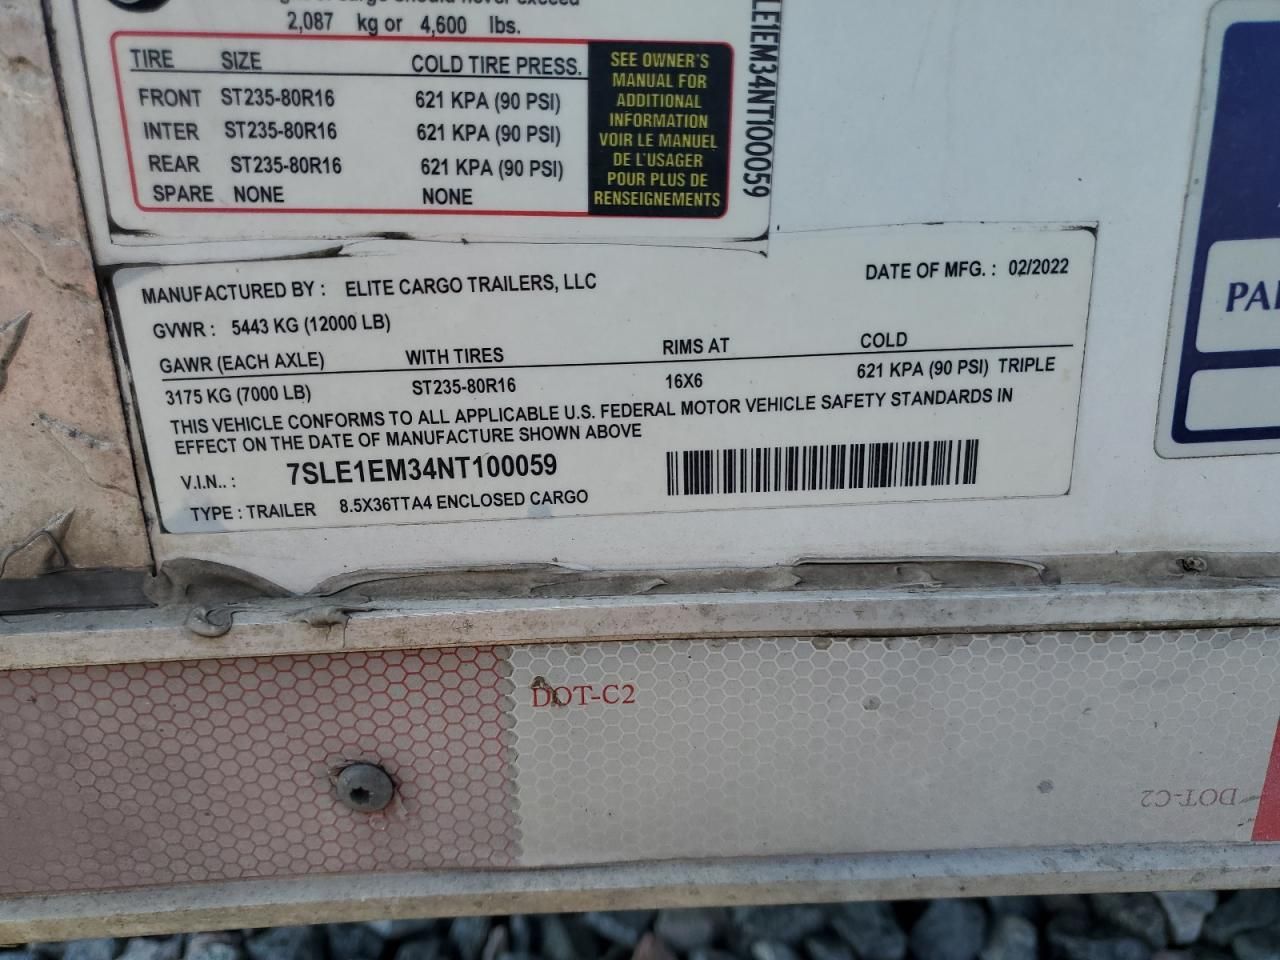 2,087 kg or 4,600 lbs.
TIRE SIZE COLD TIRE PRESS.
FRONT ST235-80R16 621 KPA (90 PSI)
INTER ST235-80R16 621 KPA (90 PSI)
REAR ST235-80R16 621 KPA (90 PSI)
SPARE NONE NONE
SEE OWNER'S
MANUAL FOR
ADDITIONAL
INFORMATION
VOIR LE MANUEL
DE L'USAGER
POUR PLUS DE
RENSEIGNEMENTS
LE1EM34NT100059
MANUFACTURED BY : ELITE CARGO TRAILERS, LLC DATE OF MFG. : 02/2022
GVWR : 5443 KG (12000 LB)
GAWR (EACH AXLE) WITH TIRES RIMS AT COLD
3175 KG (7000 LB) ST235-80R16 16X6 621 KPA (90 PSI) TRIPLE
THIS VEHICLE CONFORMS TO ALL APPLICABLE U.S. FEDERAL MOTOR VEHICLE SAFETY STANDARDS IN
EFFECT ON THE DATE OF MANUFACTURE SHOWN ABOVE
V.I.N.. : 7SLE1EM34NT100059
TYPE : TRAILER 8.5X36TTA4 ENCLOSED CARGO
DOT-C2
DOT-C2